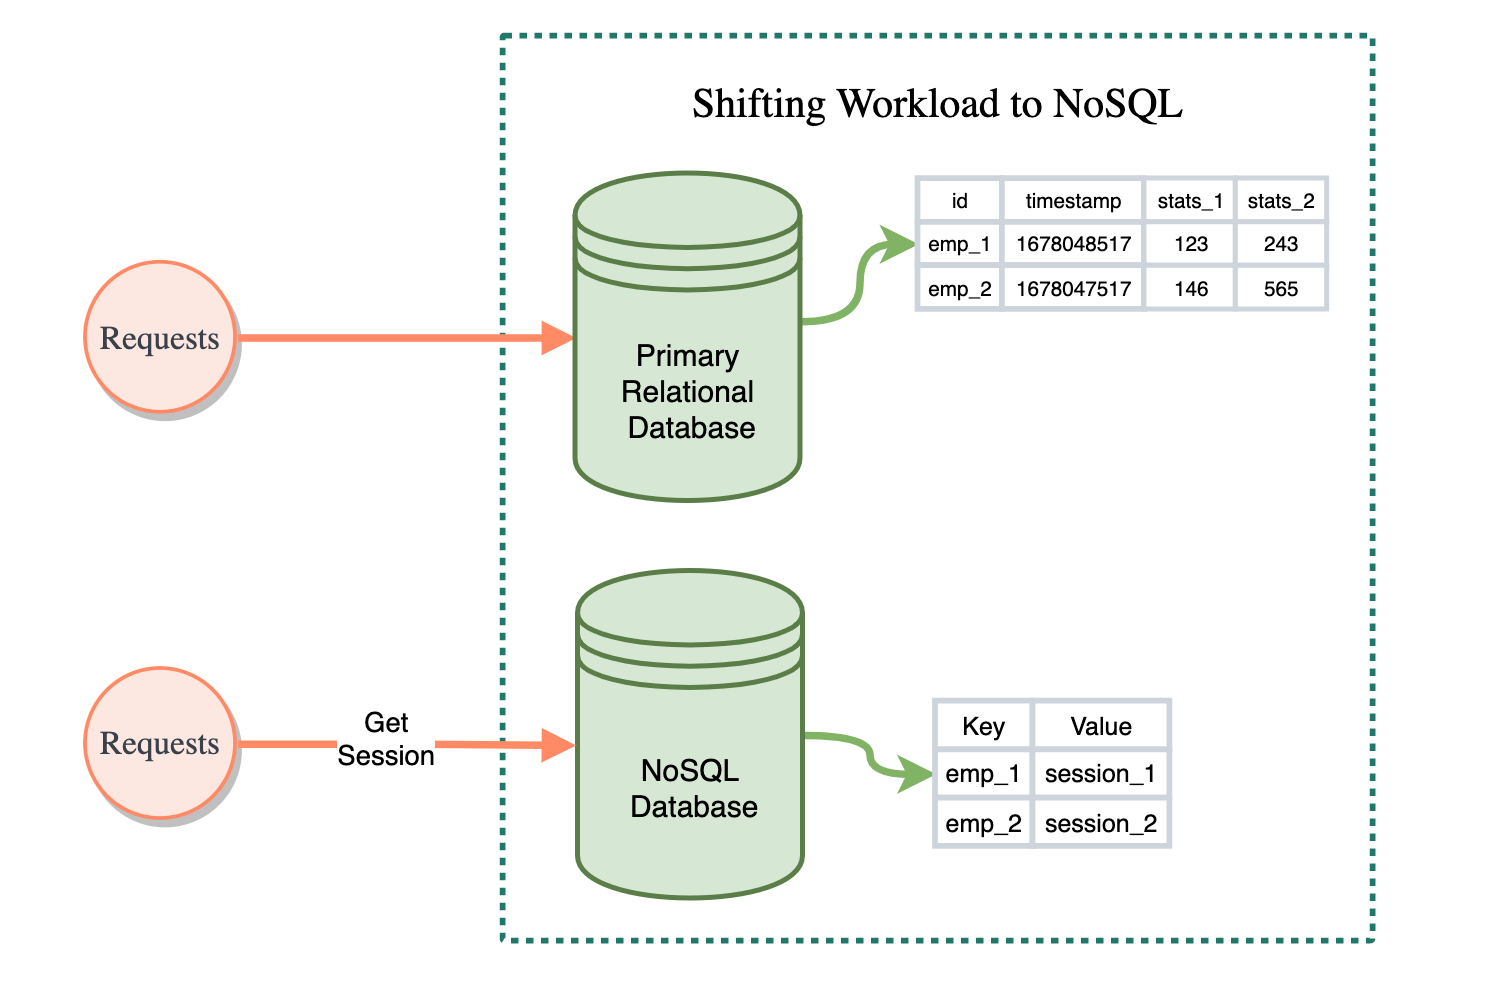 Shifting Workload to NoSQL
Requests
Primary
Relational
Database
id timestamp stats_1 stats_2
emp_1 1678048517 123 243
emp_2 1678047517 146 565
Requests
Get
Session
NoSQL
Database
Key Value
emp_1 session_1
emp_2 session_2